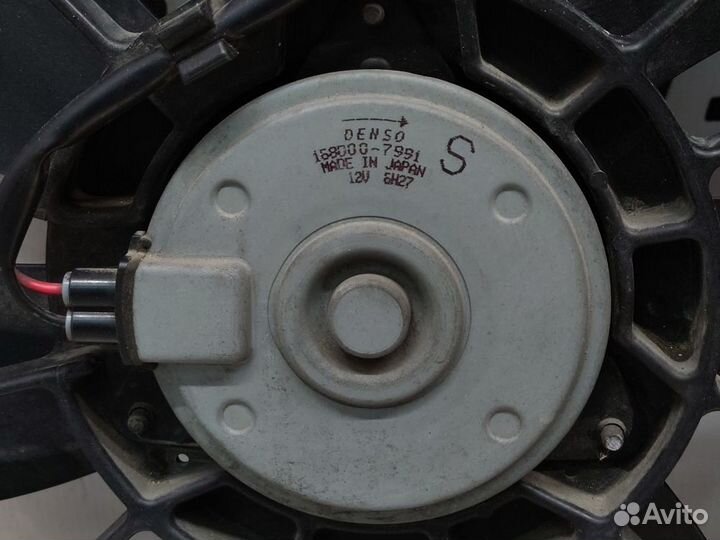 DENSO
168000-7991
MADE IN JAPAN
12V 6H27
S
Avito